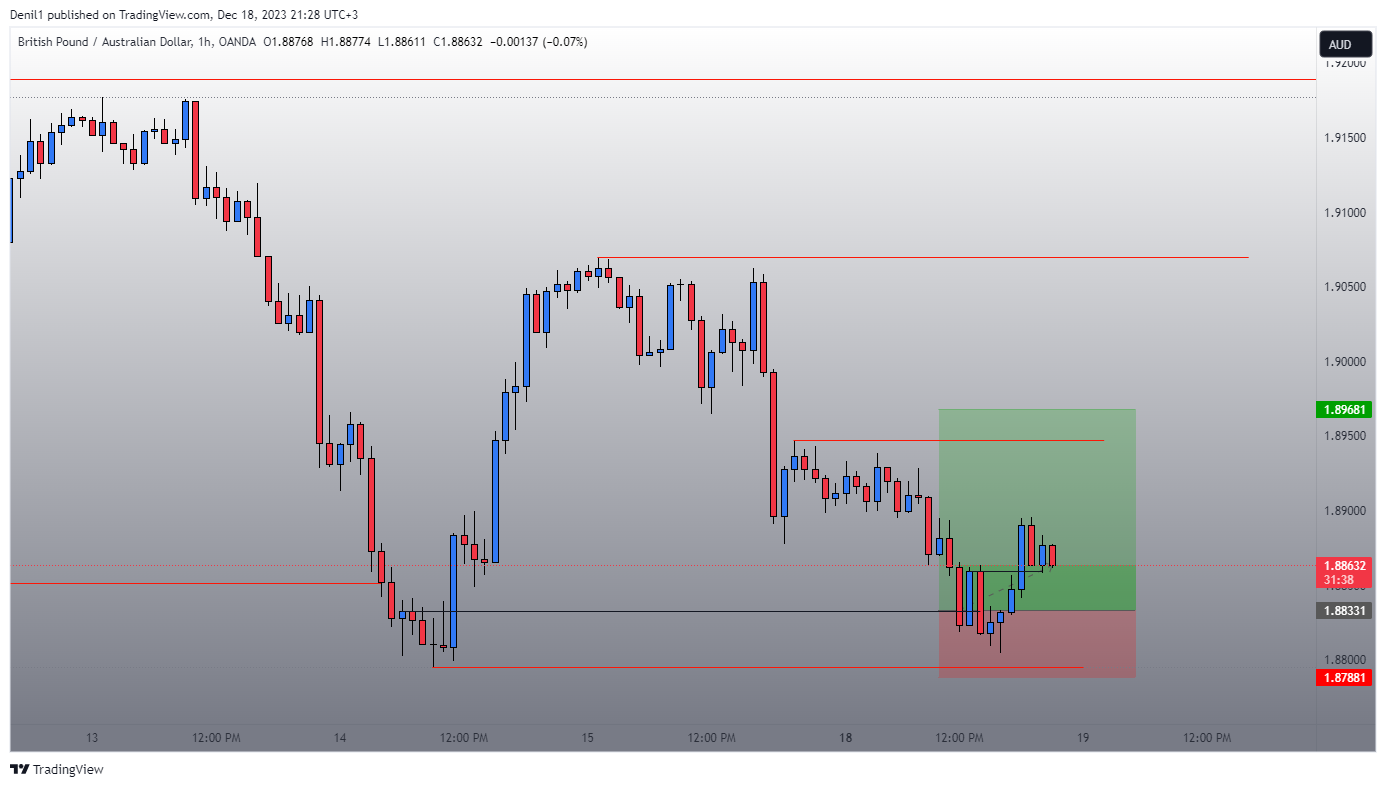 Denil1 published on TradingView.com, Dec 18, 2023 21:28 UTC+3
British Pound / Australian Dollar, 1h, OANDA O1.88768 H1.88774 L1.88611 C1.88632 −0.00137 (−0.07%)
AUD
1.92000
1.91500
1.91000
1.90500
1.90000
1.89681
1.89500
1.89000
1.88632
31:38
1.88331
1.88000
1.87881
13 12:00 PM 14 12:00 PM 15 12:00 PM 18 12:00 PM 19 12:00 PM
TradingView